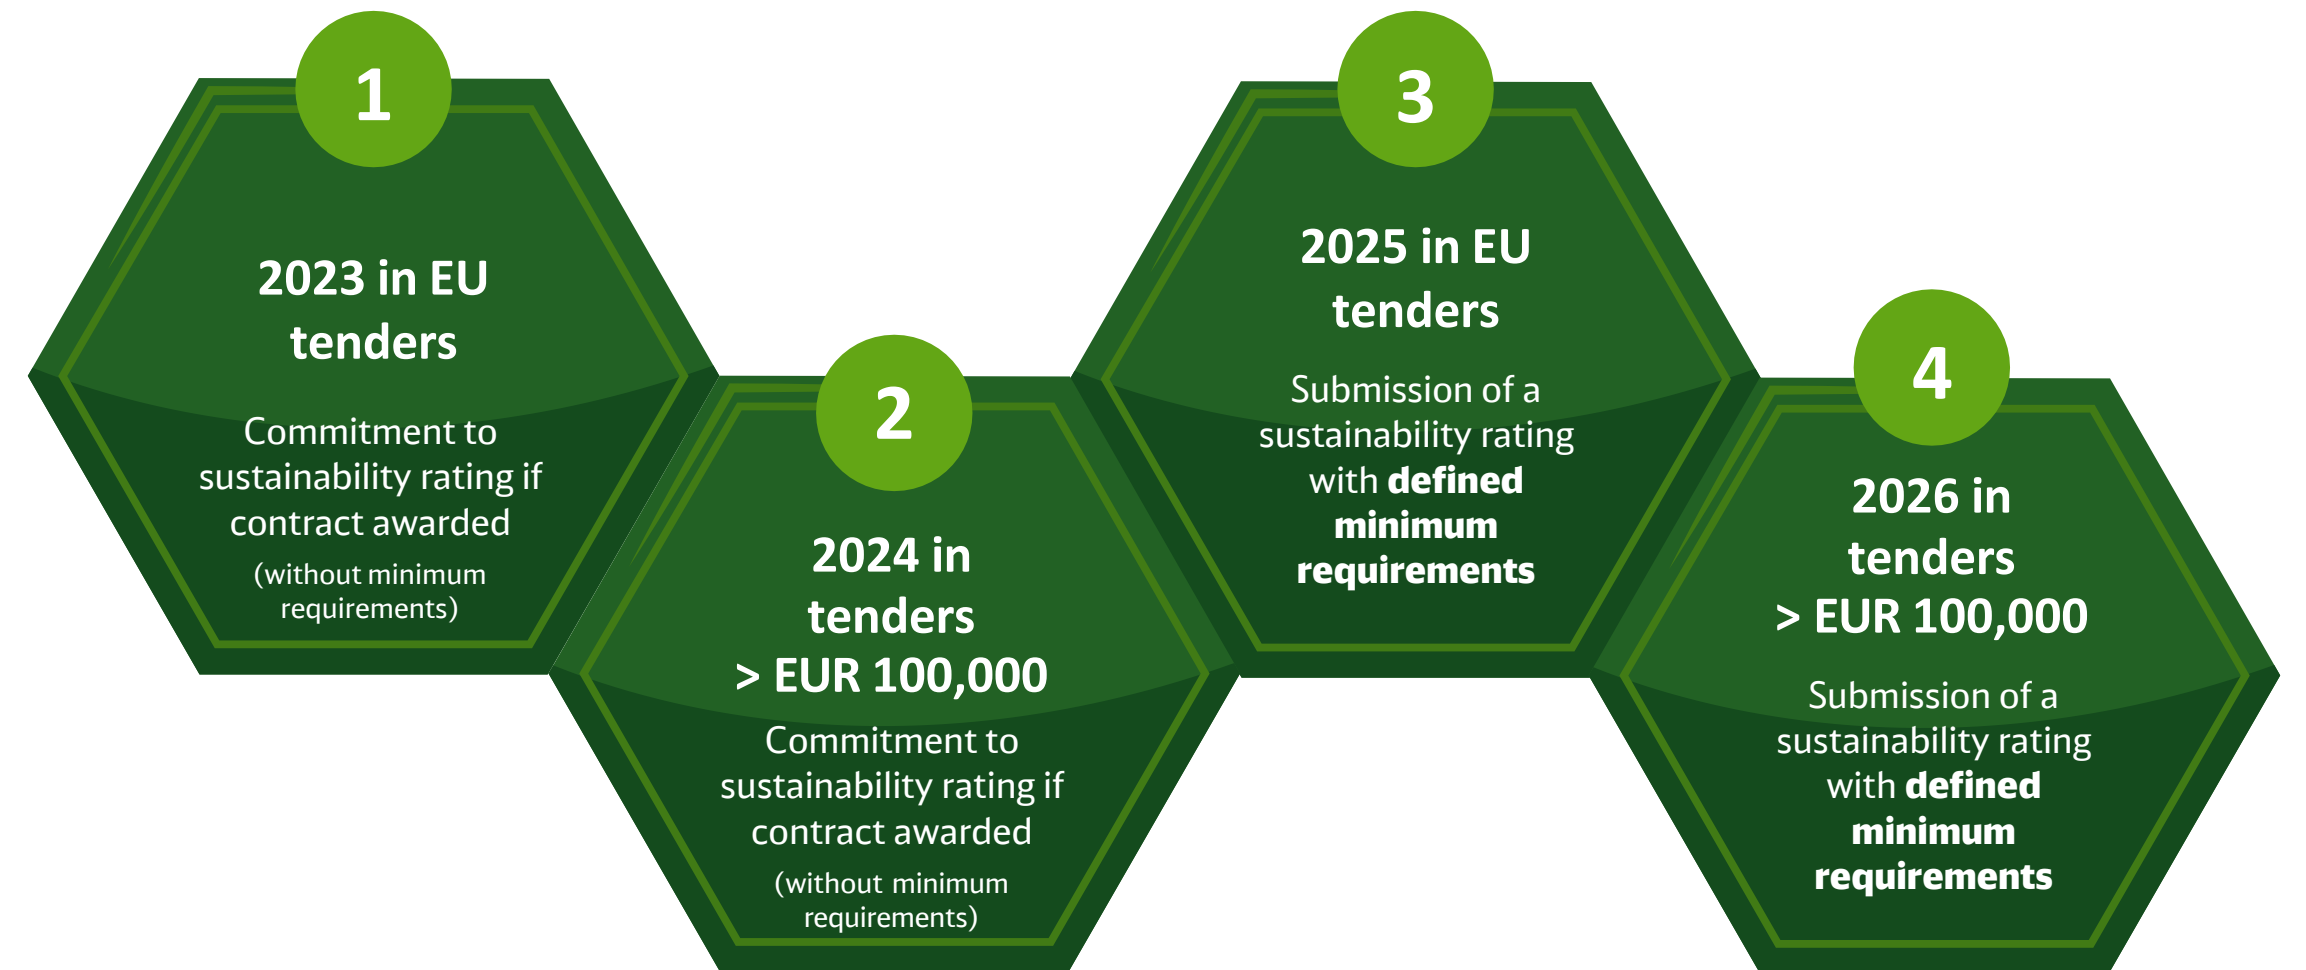 1
2023 in EU
tenders
Commitment to
sustainability rating if
contract awarded
(without minimum
requirements)
2
2024 in
tenders
> EUR 100,000
Commitment to
sustainability rating if
contract awarded
(without minimum
requirements)
3
2025 in EU
tenders
Submission of a
sustainability rating
with defined
minimum
requirements
4
2026 in
tenders
> EUR 100,000
Submission of a
sustainability rating
with defined
minimum
requirements